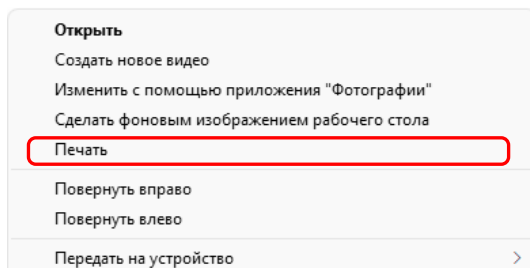 Открыть
Создать новое видео
Изменить с помощью приложения "Фотографии"
Сделать фоновым изображением рабочего стола
Печать
Повернуть вправо
Повернуть влево
Передать на устройство